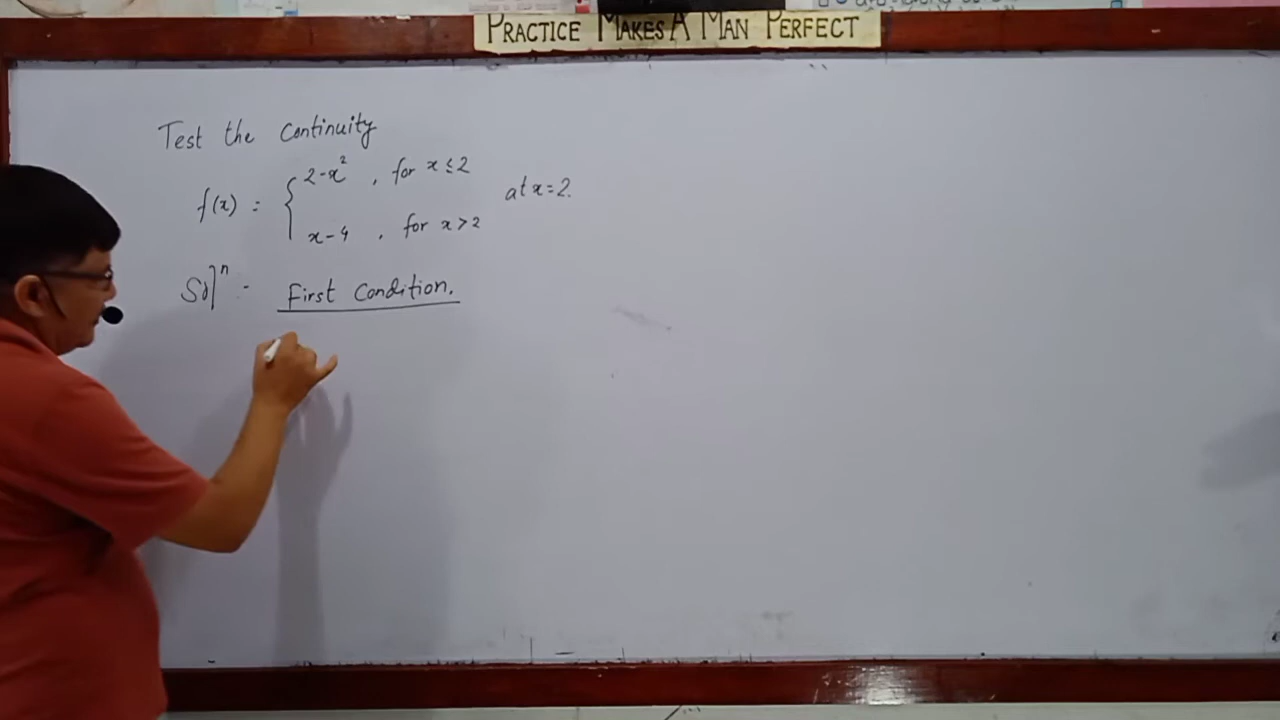 PRACTICE MAKES A MAN PERFECT
Test the Continuity
f(x) = { 2-x², for x ≤ 2
x-4, for x > 2
at x=2.
Solⁿ:- First Condition.